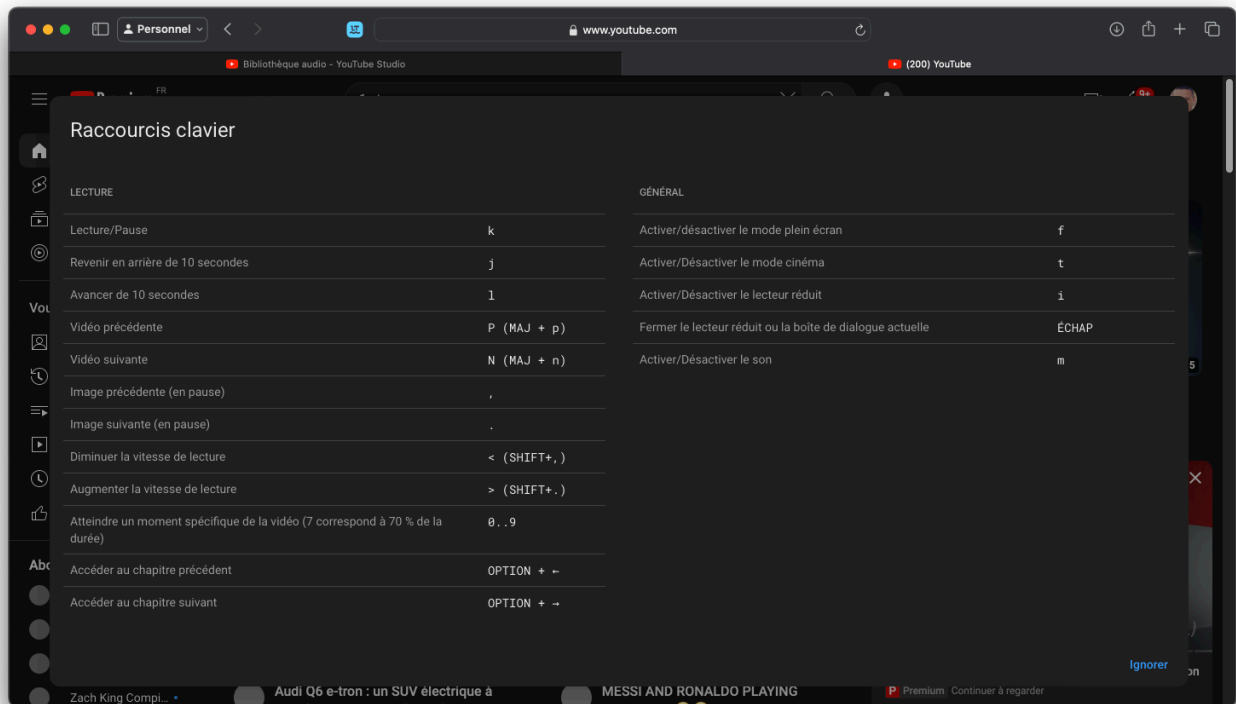 Personnel
www.youtube.com
Bibliothèque audio - YouTube Studio
(200) YouTube
FR
9+
Raccourcis clavier
LECTURE
Lecture/Pause k
Revenir en arrière de 10 secondes j
Avancer de 10 secondes l
Vidéo précédente P (MAJ + p)
Vidéo suivante N (MAJ + n)
Image précédente (en pause) ,
Image suivante (en pause) .
Diminuer la vitesse de lecture < (SHIFT+,)
Augmenter la vitesse de lecture > (SHIFT+.)
Atteindre un moment spécifique de la vidéo (7 correspond à 70 % de la 0..9
durée)
Accéder au chapitre précédent OPTION + ←
Accéder au chapitre suivant OPTION + →
GÉNÉRAL
Activer/désactiver le mode plein écran f
Activer/Désactiver le mode cinéma t
Activer/Désactiver le lecteur réduit i
Fermer le lecteur réduit ou la boîte de dialogue actuelle ÉCHAP
Activer/Désactiver le son m
Ignorer
Vou
Abo
5
on
Zach King Compi...
Audi Q6 e-tron : un SUV électrique à
MESSI AND RONALDO PLAYING
P Premium Continuer à regarder